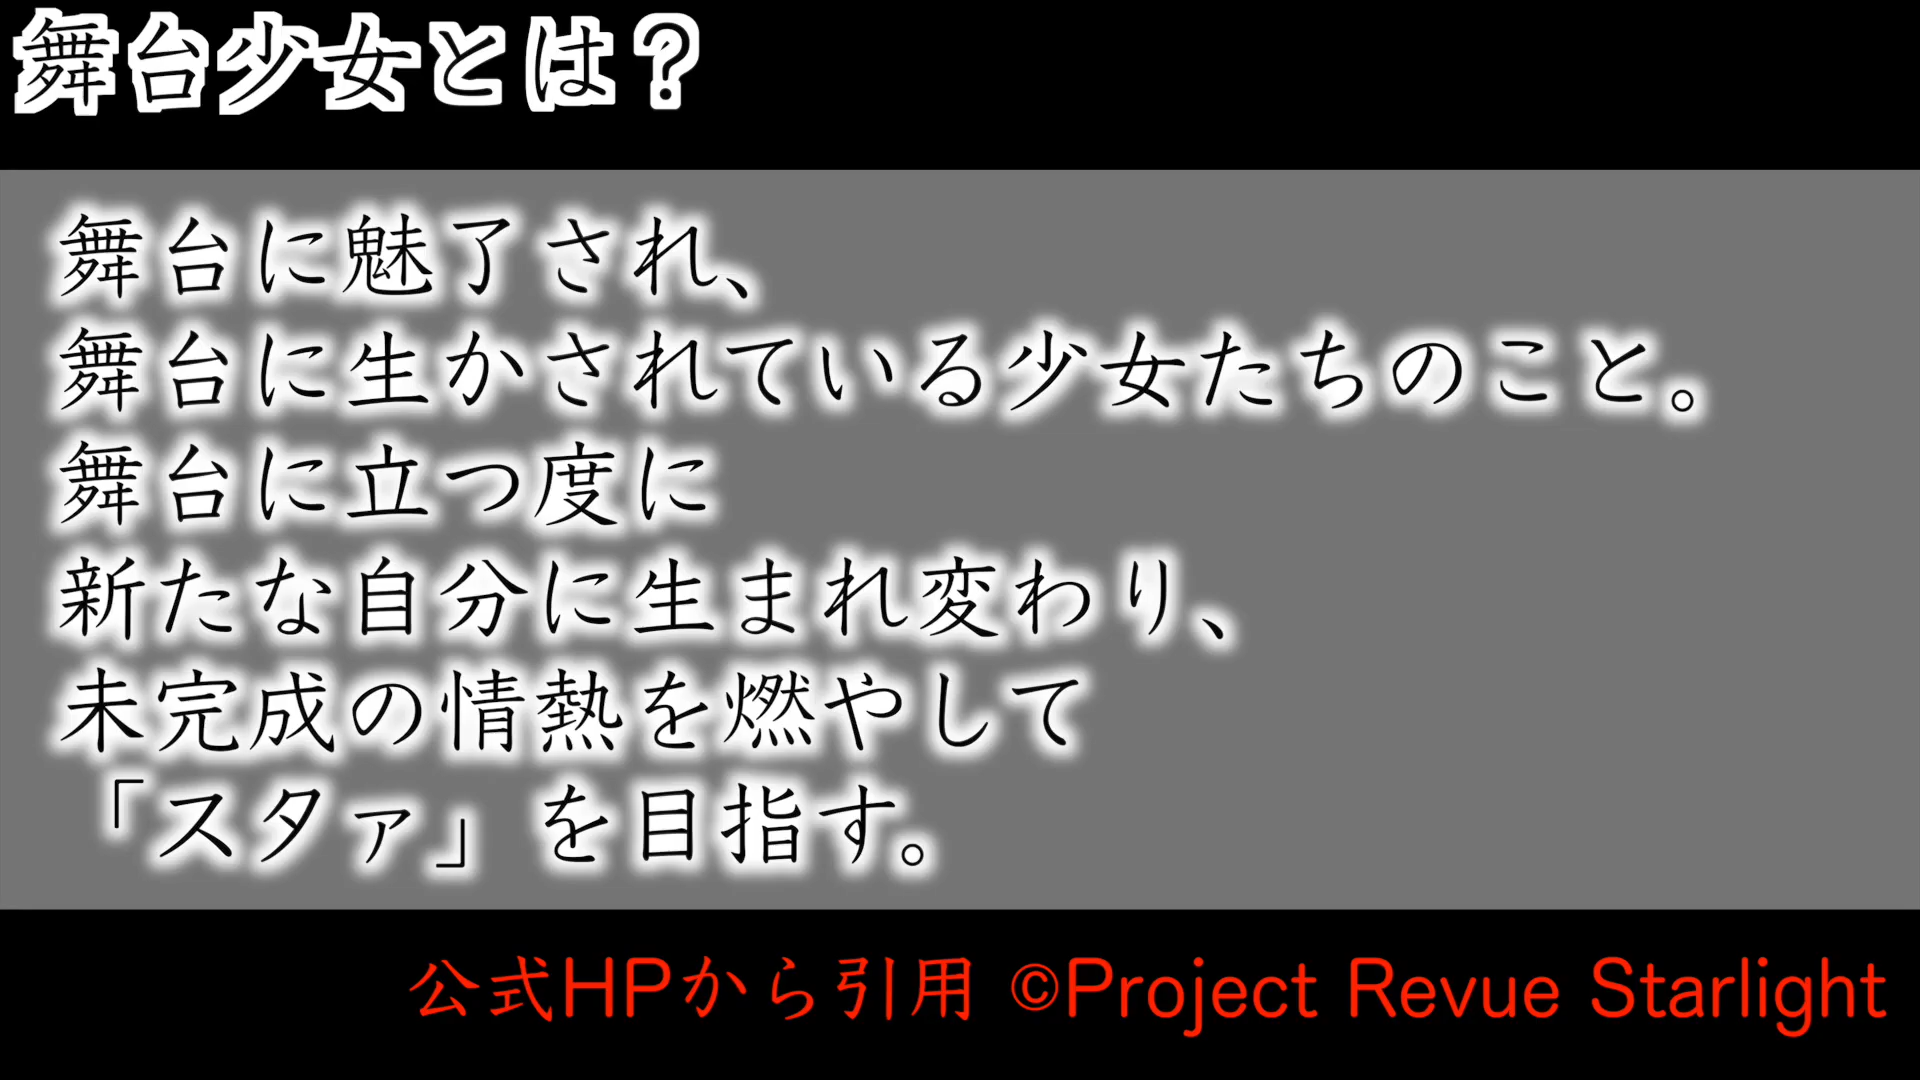 舞台少女とは？
舞台に魅了され、
舞台に生かされている少女たちのこと。
舞台に立つ度に
新たな自分に生まれ変わり、
未完成の情熱を燃やして
「スタァ」を目指す。
公式HPから引用 ©Project Revue Starlight